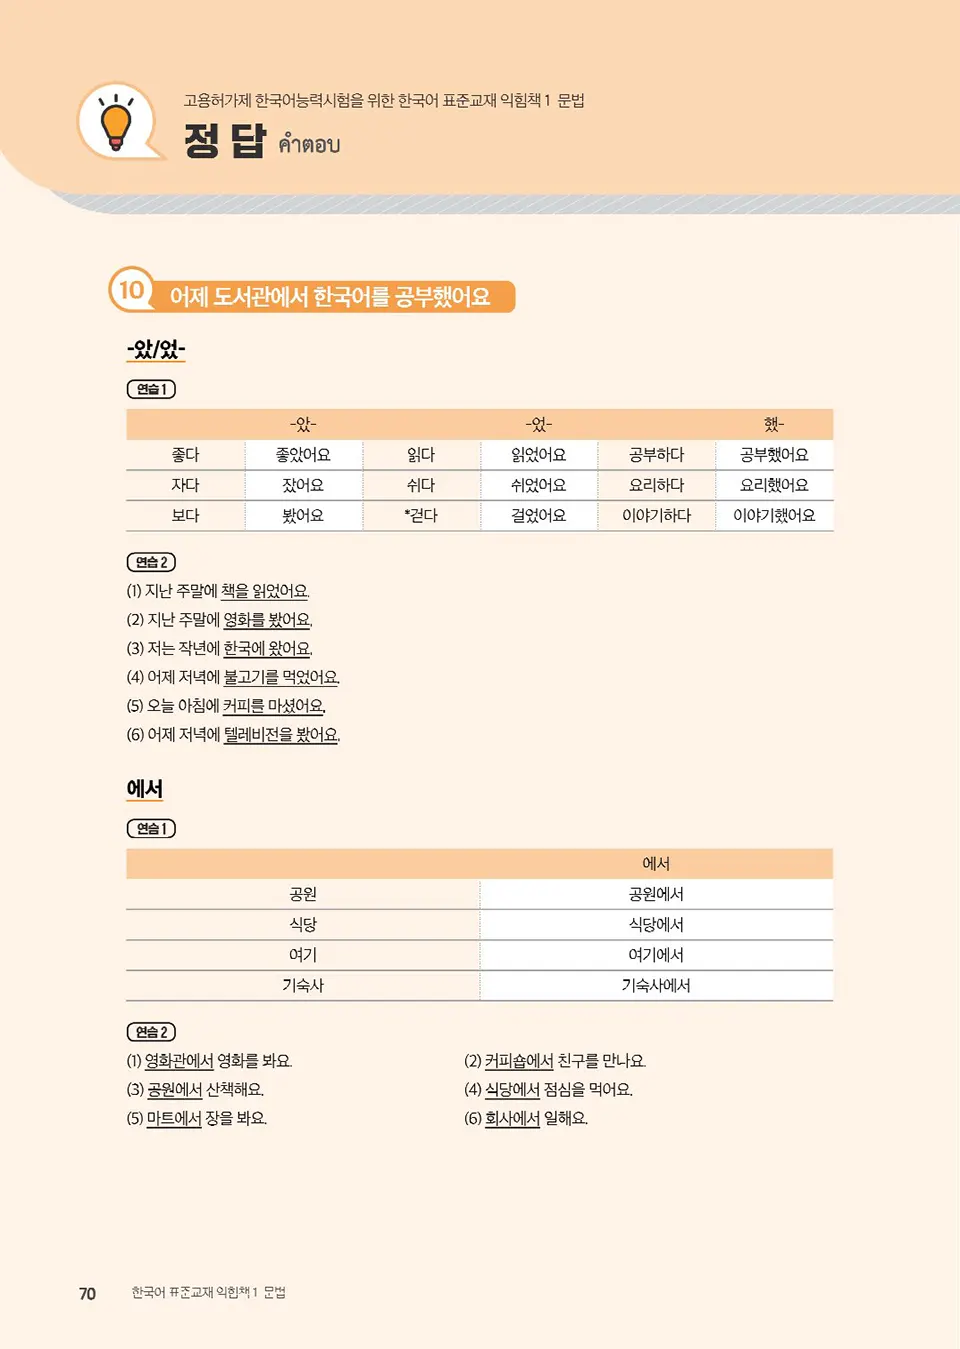 고용허가제 한국어능력시험을 위한 한국어 표준교재 익힘책 1 문법
정답 คำตอบ
10 어제 도서관에서 한국어를 공부했어요
-았/었-
연습 1
-았- -었- 했-
좋다 좋았어요 읽다 읽었어요 공부하다 공부했어요
자다 잤어요 쉬다 쉬었어요 요리하다 요리했어요
보다 봤어요 *걷다 걸었어요 이야기하다 이야기했어요
연습 2
(1) 지난 주말에 책을 읽었어요.
(2) 지난 주말에 영화를 봤어요.
(3) 저는 작년에 한국에 왔어요.
(4) 어제 저녁에 불고기를 먹었어요.
(5) 오늘 아침에 커피를 마셨어요.
(6) 어제 저녁에 텔레비전을 봤어요.
에서
연습 1
에서
공원 공원에서
식당 식당에서
여기 여기에서
기숙사 기숙사에서
연습 2
(1) 영화관에서 영화를 봐요. (2) 커피숍에서 친구를 만나요.
(3) 공원에서 산책해요. (4) 식당에서 점심을 먹어요.
(5) 마트에서 장을 봐요. (6) 회사에서 일해요.
70 한국어 표준교재 익힘책 1 문법